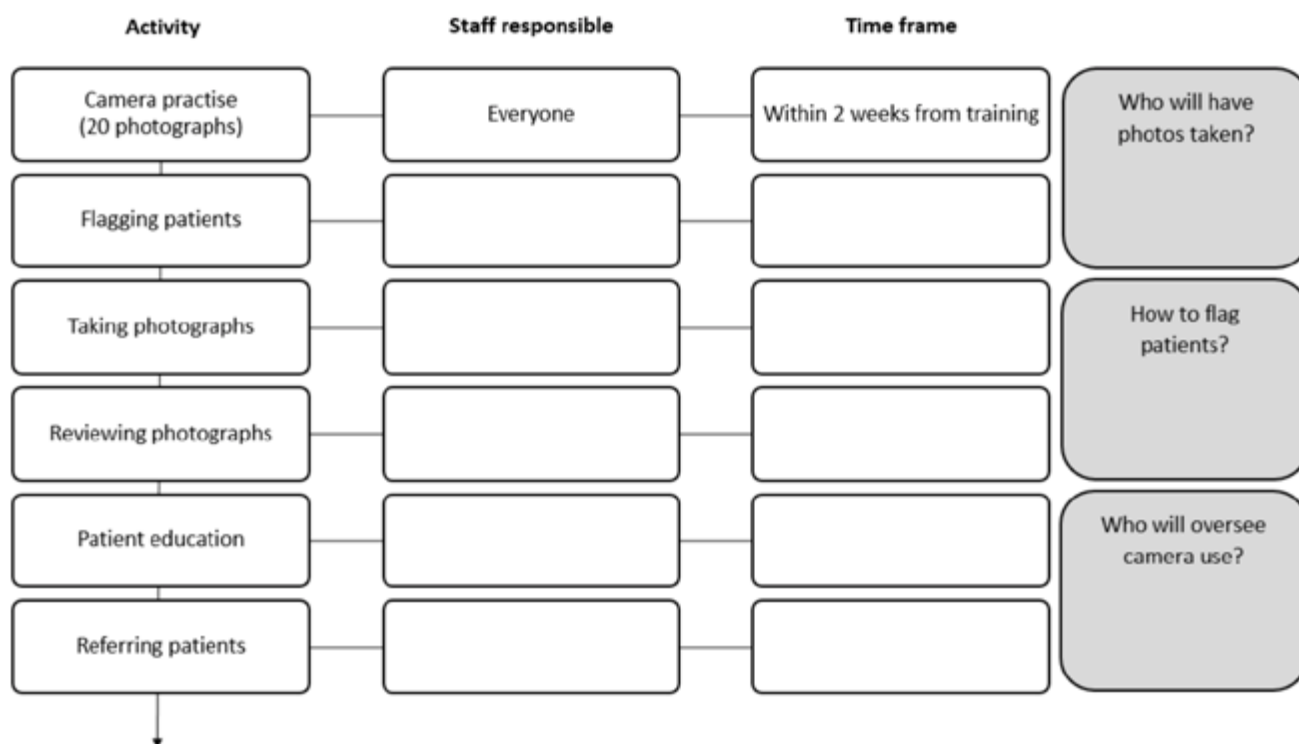 Activity
Staff responsible
Time frame
Camera practise
(20 photographs)
Everyone
Within 2 weeks from training
Who will have
photos taken?
Flagging patients
Taking photographs
How to flag
patients?
Reviewing photographs
Patient education
Who will oversee
camera use?
Referring patients